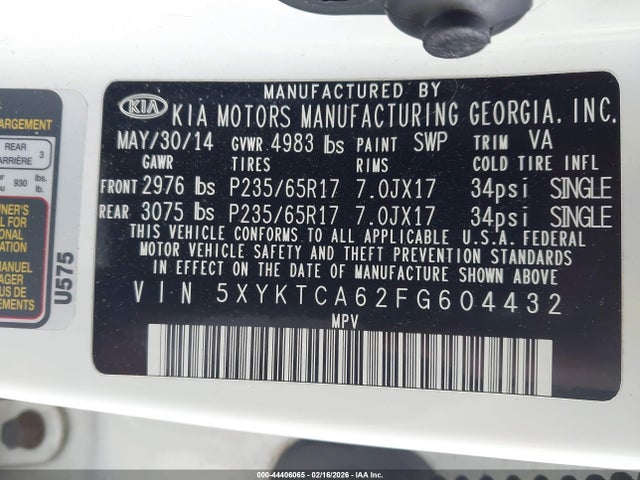 MANUFACTURED BY
KIA KIA MOTORS MANUFACTURING GEORGIA, INC.
MAY/30/14 GVWR 4983 lbs PAINT SWP TRIM VA
GAWR TIRES RIMS COLD TIRE INFL
FRONT 2976 lbs P235/65R17 7.0JX17 34psi SINGLE
REAR 3075 lbs P235/65R17 7.0JX17 34psi SINGLE
THIS VEHICLE CONFORMS TO ALL APPLICABLE U.S.A. FEDERAL
MOTOR VEHICLE SAFETY AND THEFT PREVENTION STANDARDS
IN EFFECT ON THE DATE OF MANUFACTURE SHOWN ABOVE.
VIN 5XYKTCA62FG604432
MPV
REAR 3
930 lbs.
U575
000-44406065 - 02/16/2026 - IAA Inc.